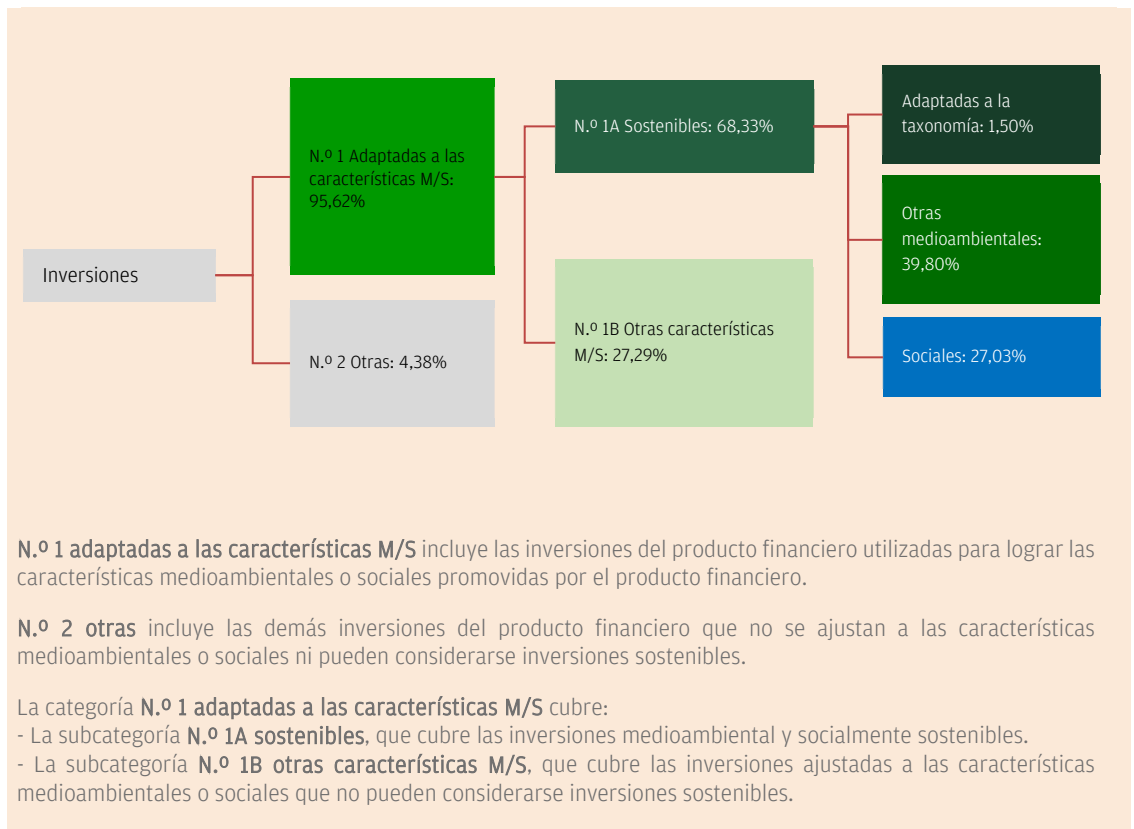 Inversiones
N.º 1 Adaptadas a las
características M/S:
95,62%
N.º 2 Otras: 4,38%
N.º 1A Sostenibles: 68,33%
N.º 1B Otras características
M/S: 27,29%
Adaptadas a la
taxonomía: 1,50%
Otras
medioambientales:
39,80%
Sociales: 27,03%
N.º 1 adaptadas a las características M/S incluye las inversiones del producto financiero utilizadas para lograr las
características medioambientales o sociales promovidas por el producto financiero.
N.º 2 otras incluye las demás inversiones del producto financiero que no se ajustan a las características
medioambientales o sociales ni pueden considerarse inversiones sostenibles.
La categoría N.º 1 adaptadas a las características M/S cubre:
- La subcategoría N.º 1A sostenibles, que cubre las inversiones medioambiental y socialmente sostenibles.
- La subcategoría N.º 1B otras características M/S, que cubre las inversiones ajustadas a las características
medioambientales o sociales que no pueden considerarse inversiones sostenibles.